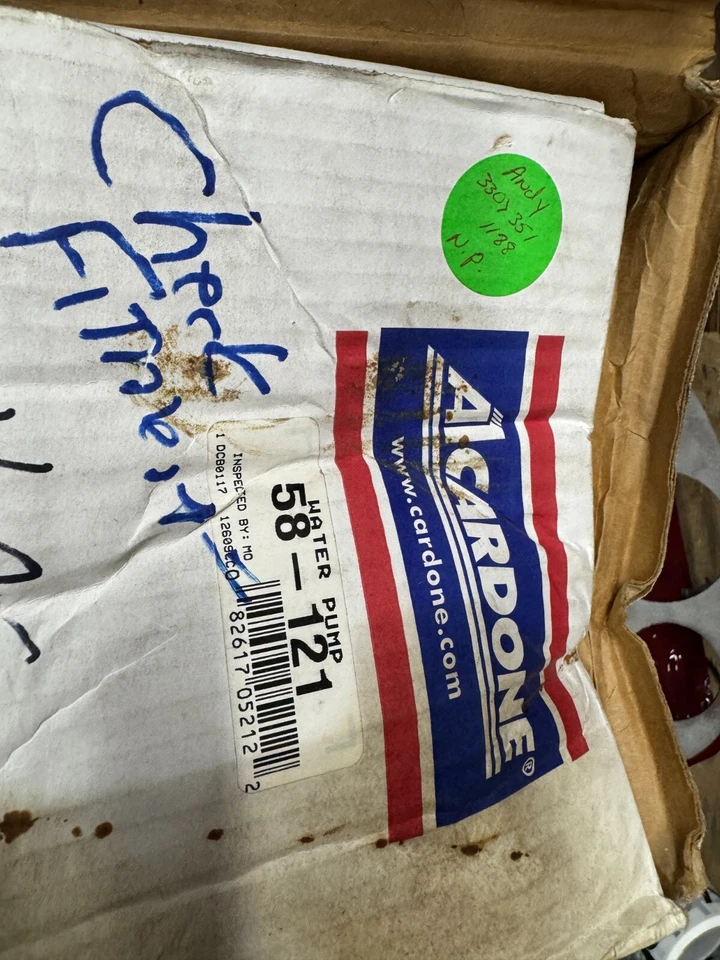 Check
FITment
Andy
3307351
1188
N.P.
A1 CARDONE®
www.cardone.com
WATER PUMP
58-121
INSPECTED BY: MO
1 DCB0117
82617 05212 2